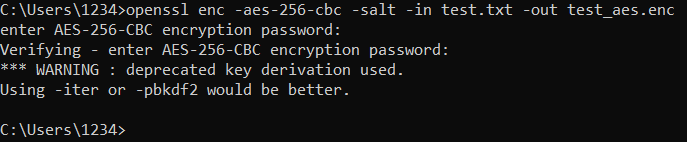 C:\Users\1234>openssl enc -aes-256-cbc -salt -in test.txt -out test_aes.enc
enter AES-256-CBC encryption password:
Verifying - enter AES-256-CBC encryption password:
*** WARNING : deprecated key derivation used.
Using -iter or -pbkdf2 would be better.
C:\Users\1234>